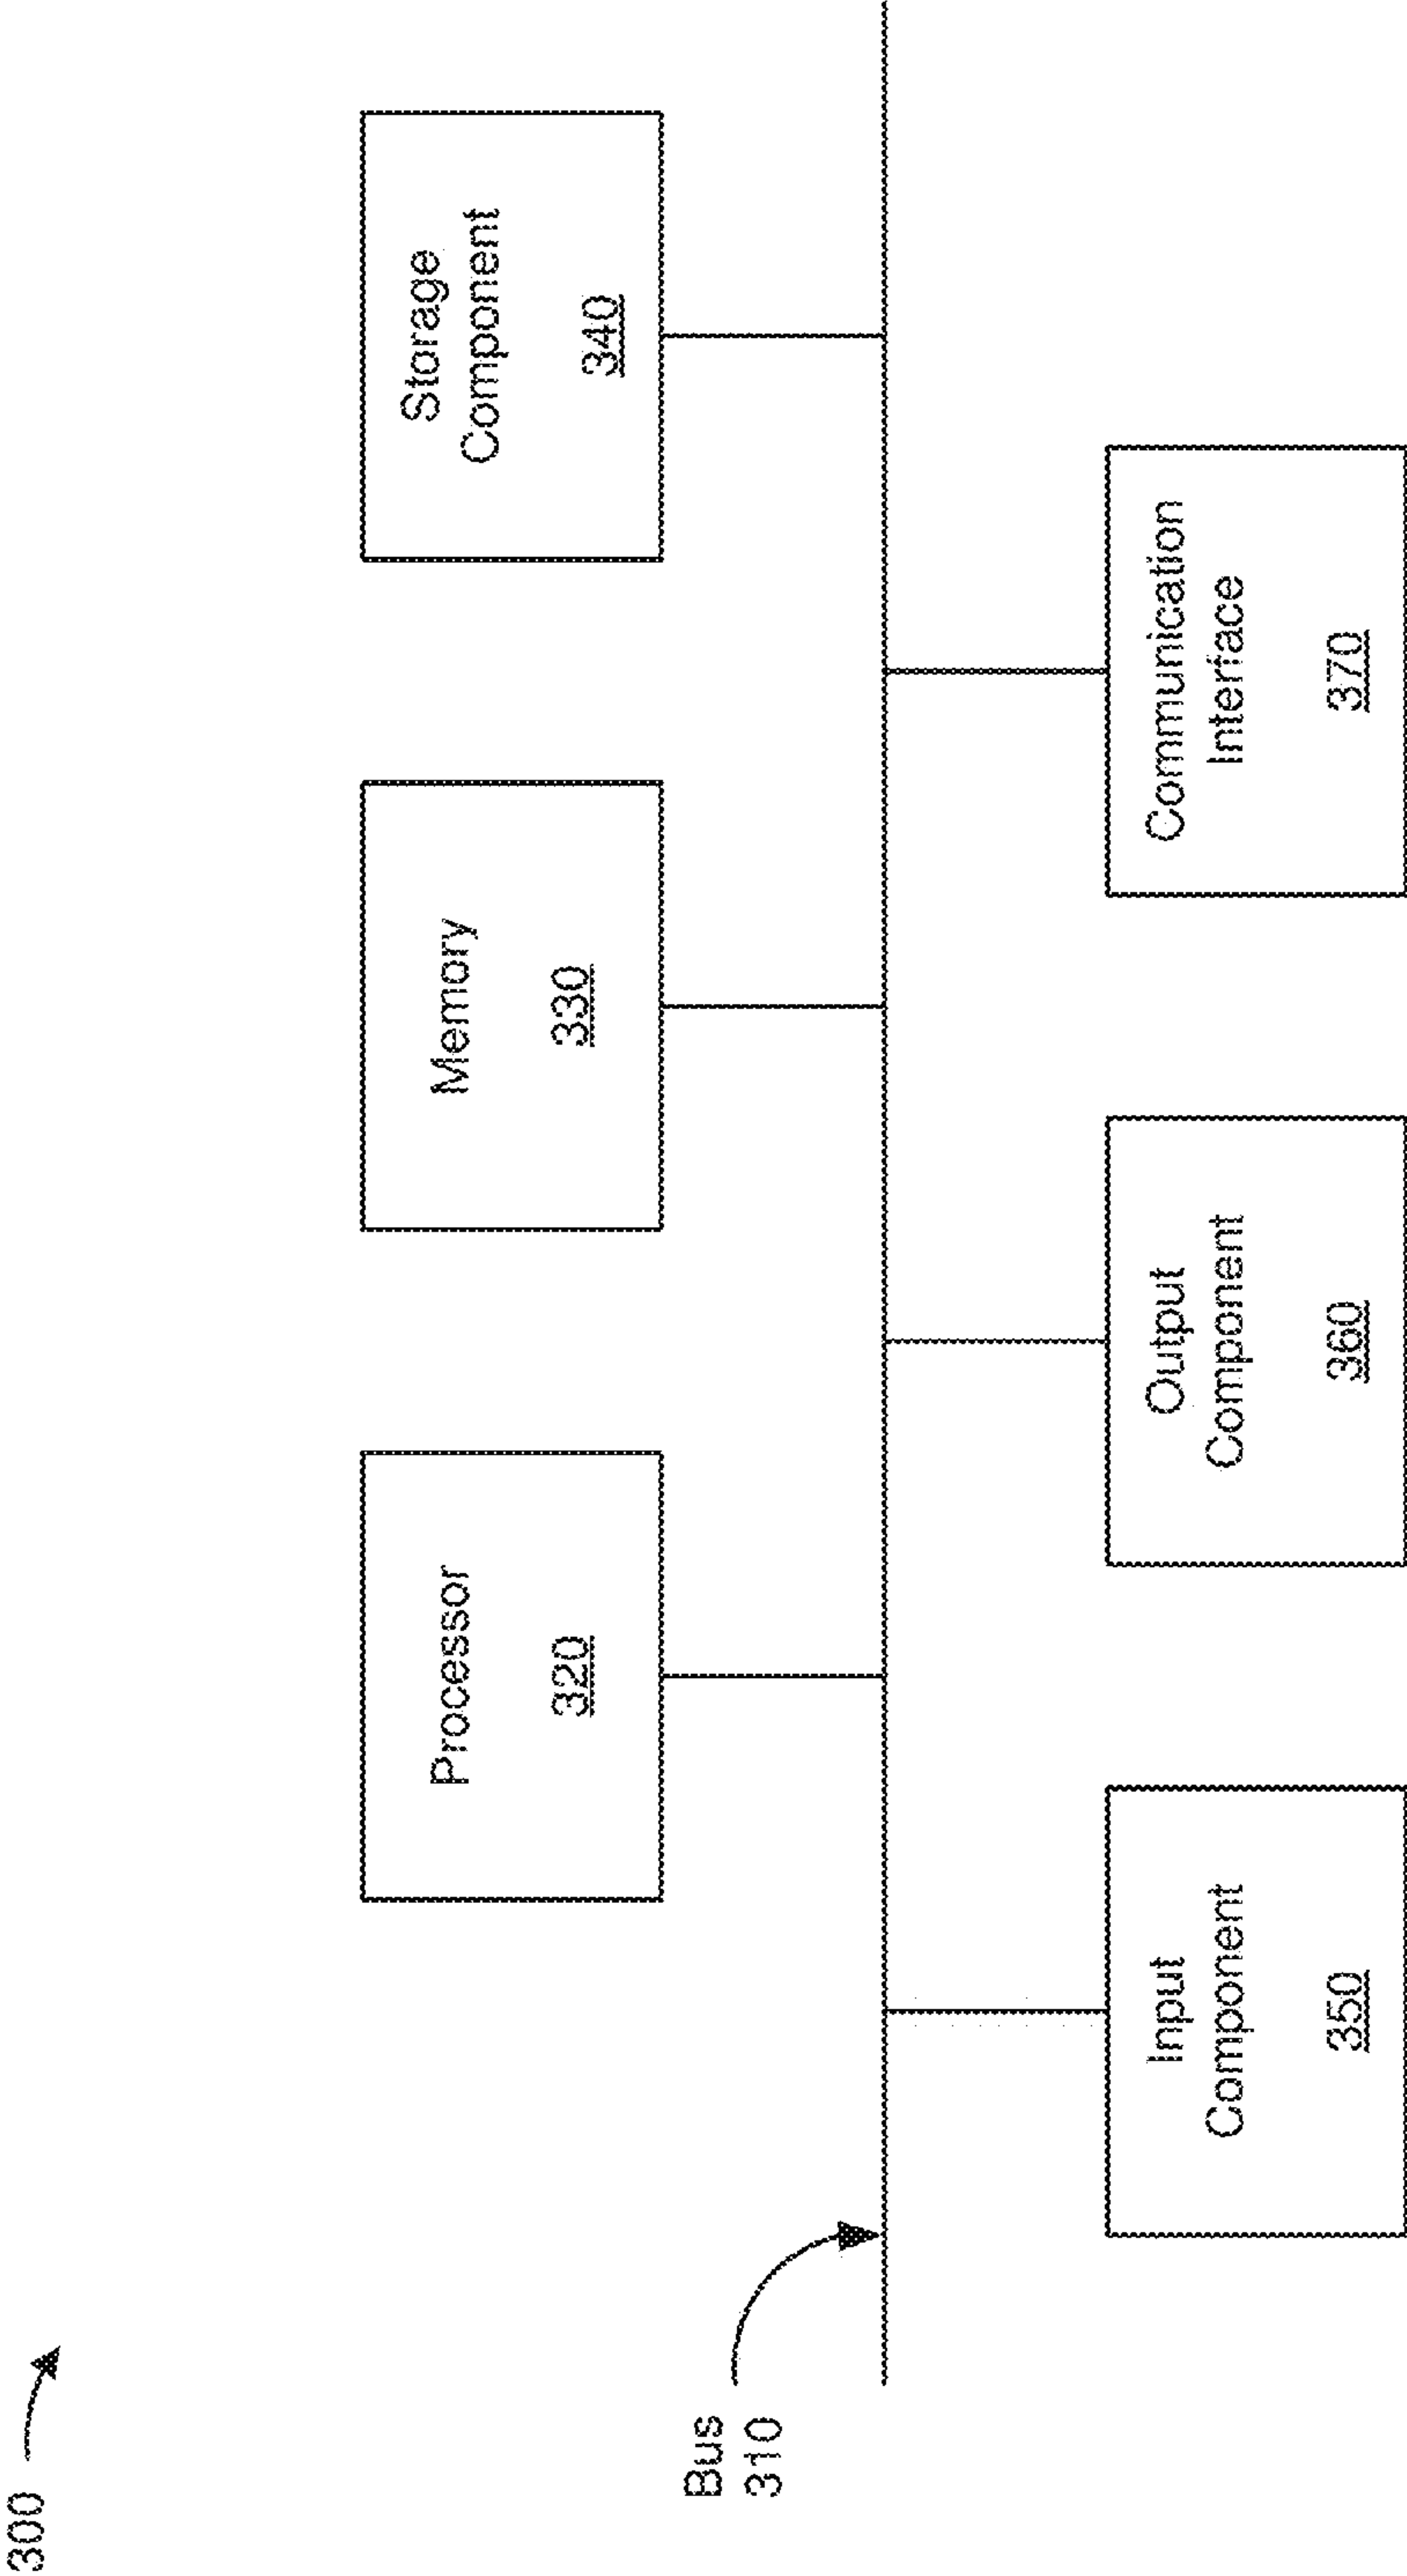 300
Processor
320
Memory
330
Storage
Component
340
Bus
310
Input
Component
350
Output
Component
360
Communication
Interface
370